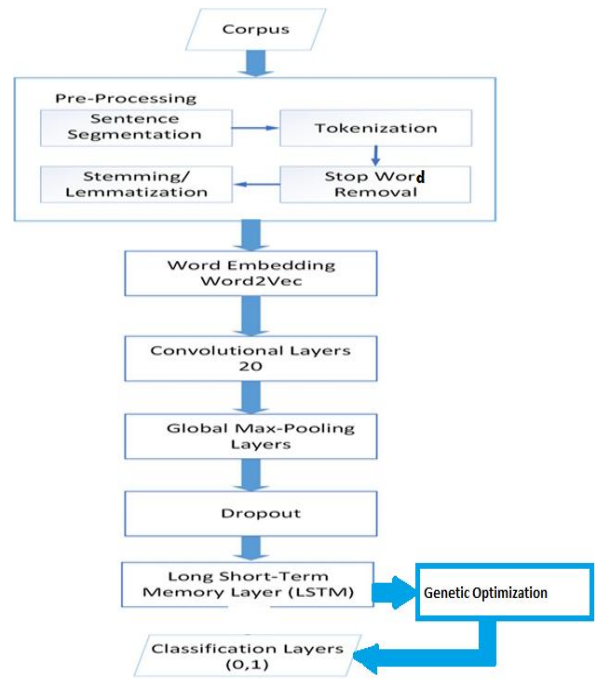 Corpus
Pre-Processing
Sentence
Segmentation
Tokenization
Stemming/
Lemmatization
Stop Word
Removal
Word Embedding
Word2Vec
Convolutional Layers
20
Global Max-Pooling
Layers
Dropout
Long Short-Term
Memory Layer (LSTM)
Genetic Optimization
Classification Layers
(0,1)